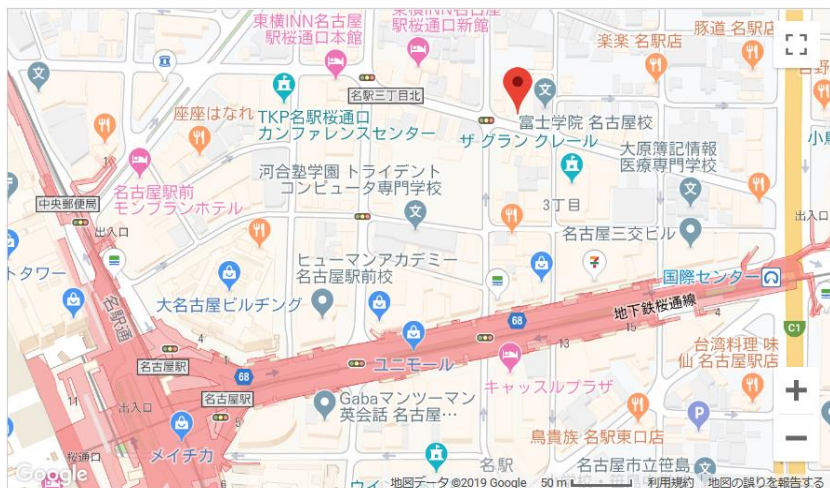 東横INN名古屋
駅桜通口本館
東横INN名古屋
駅桜通口新館
楽楽 名駅店
豚道 名駅店
名駅三丁目北
座座はなれ
TKP名駅桜通口
カンファレンスセンター
富士学院 名古屋校
ザ グラン クレール
大原簿記情報
医療専門学校
河合塾学園 トライデント
コンピュータ専門学校
名古屋駅前
モンブランホテル
中央郵便局
3丁目
出入口
出入口
名古屋三交ビル
ヒューマンアカデミー
名古屋駅前校
トタワー
大名古屋ビルヂング
国際センター
名駅通
地下鉄桜通線
68
C1
15
13
4
1
1
ユニモール
台湾料理 味
仙 名古屋駅店
名古屋駅
68
名古屋駅
キャッスルプラザ
11
出入口
5
Gabaマンツーマン
英会話 名古屋…
P
鳥貴族 名駅東口店
メイチカ
桜通口
名駅
名古屋市立笹島
Google
地図データ ©2019 Google
50 m
利用規約
地図の誤りを報告する